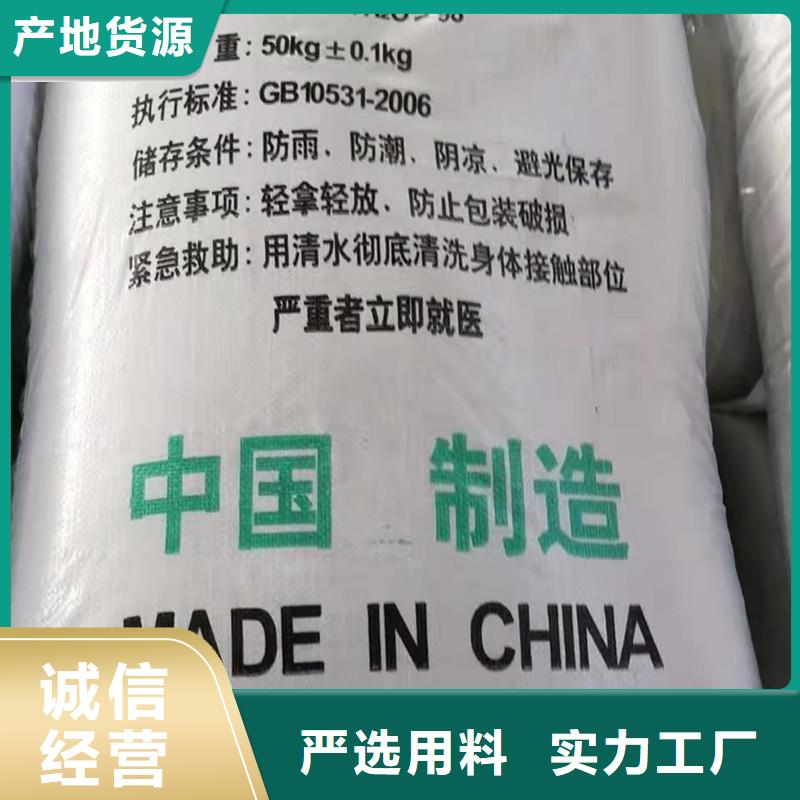 产地货源
重：50kg±0.1kg
执行标准：GB10531-2006
储存条件：防雨、防潮、阴凉、避光保存
注意事项：轻拿轻放、防止包装破损
紧急救助：用清水彻底清洗身体接触部位
严重者立即就医
中国 制造
MADE IN CHINA
诚信
经营
严选用料 实力工厂